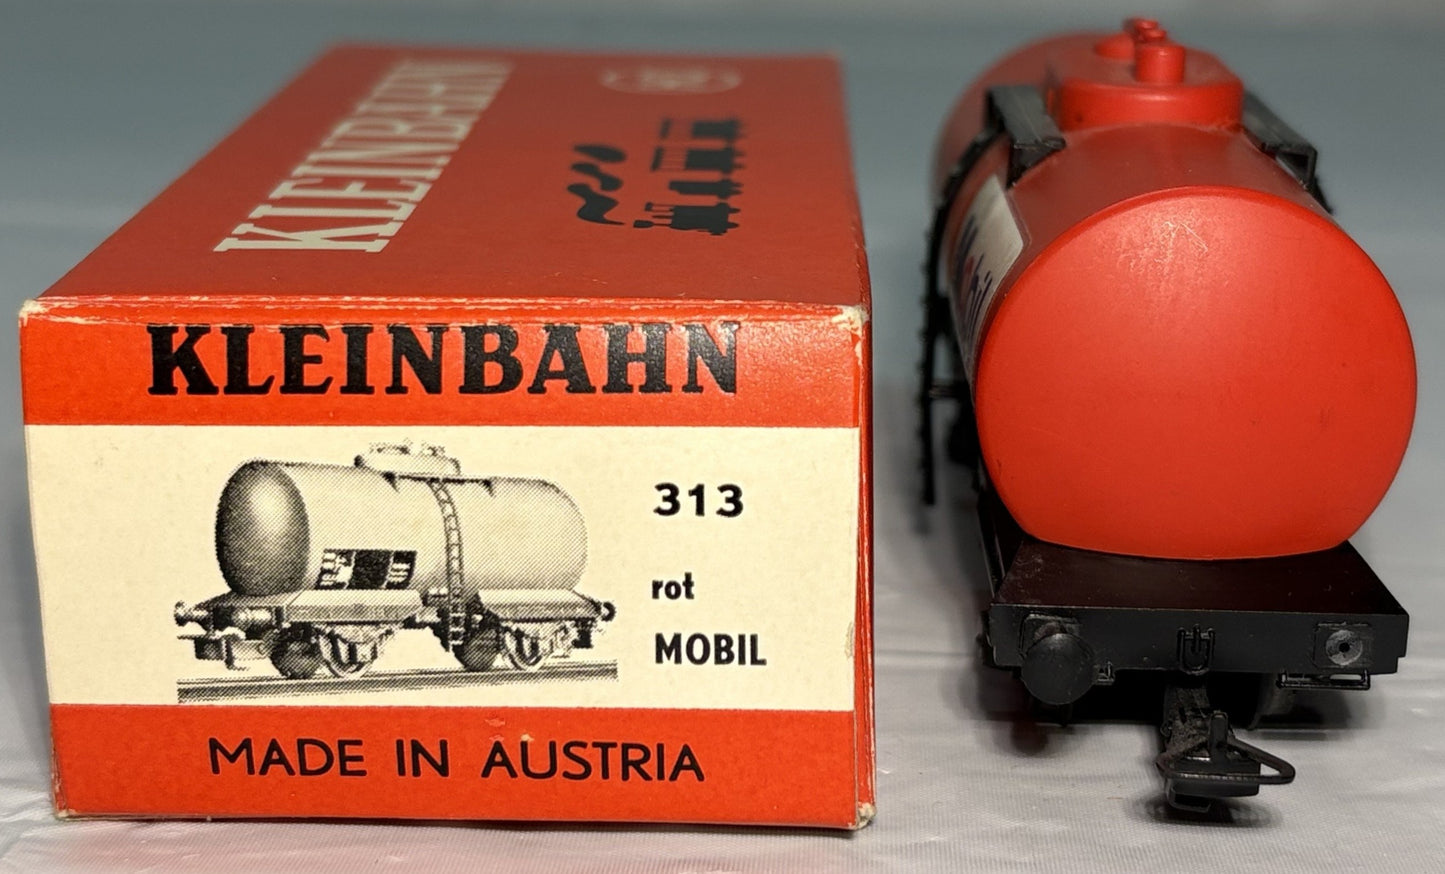 KLEINBAHN
KLEINBAHN
313
rot
MOBIL
MADE IN AUSTRIA